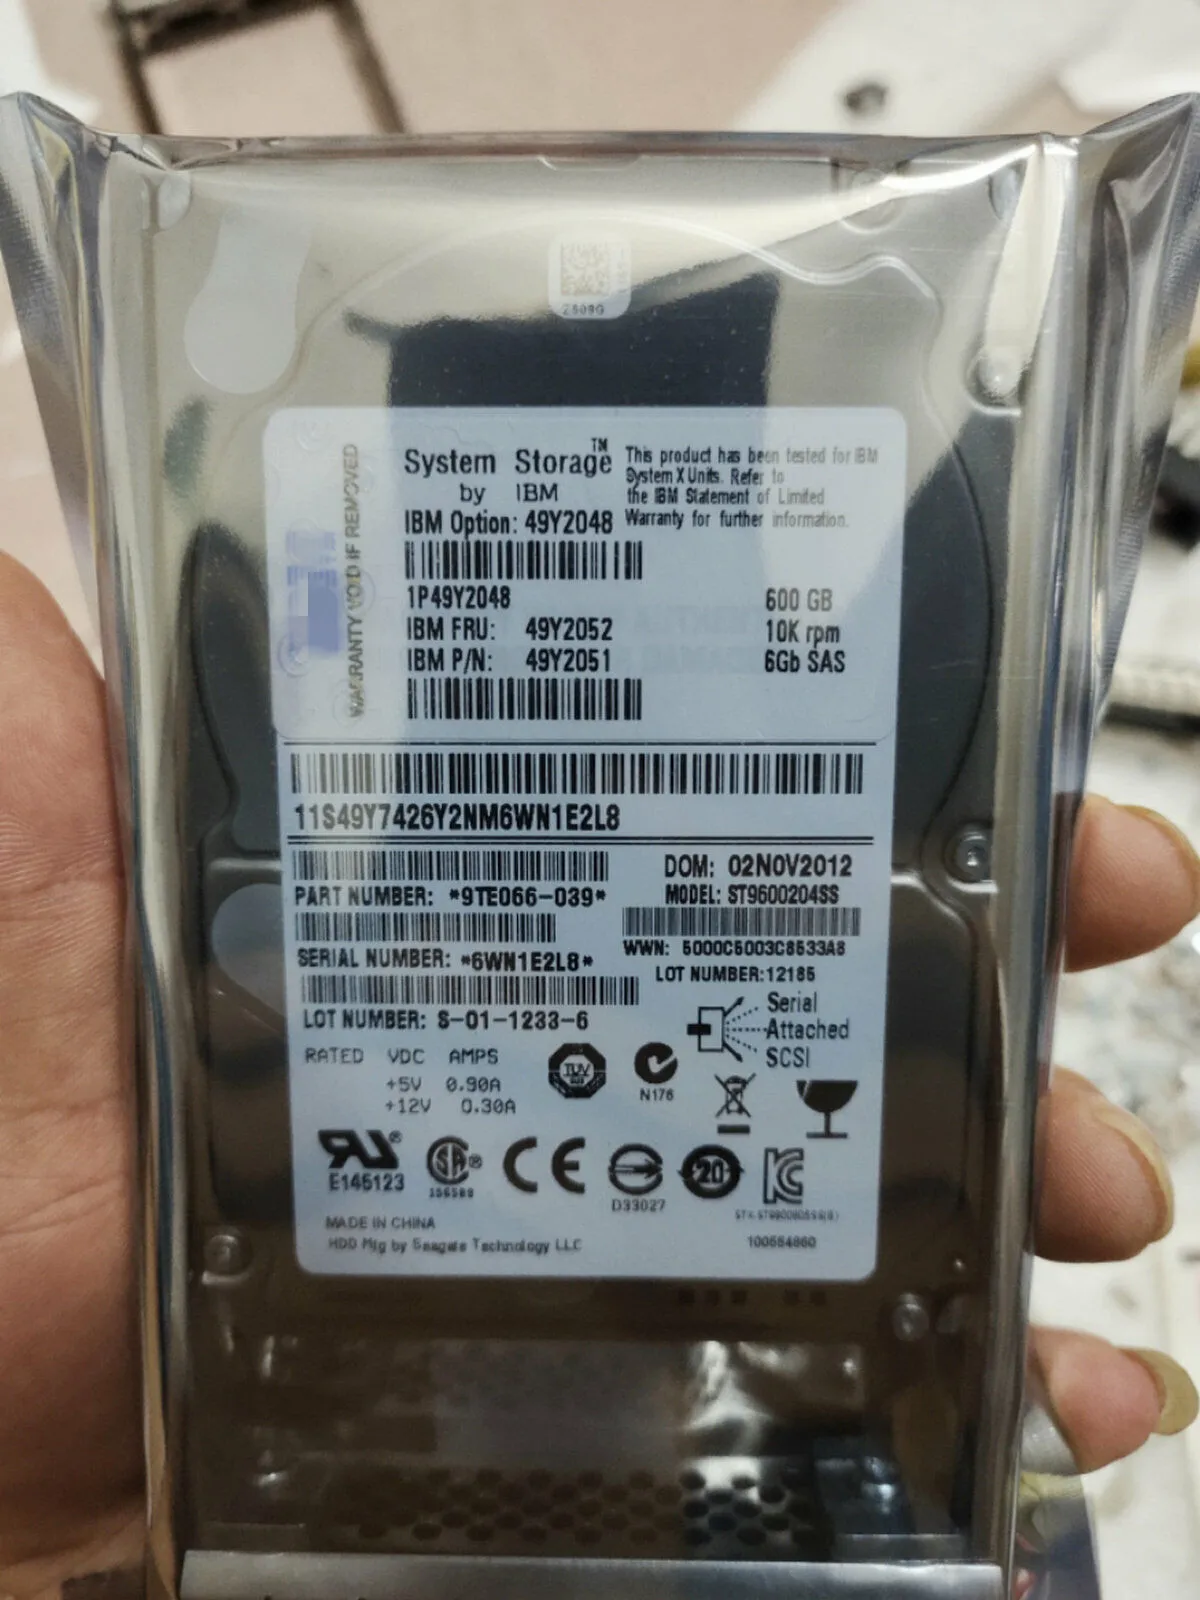 Z509G
WARRANTY VOID IF REMOVED
System Storage™
by IBM
This product has been tested for IBM
System X Units. Refer to
the IBM Statement of Limited
Warranty for further information.
IBM Option: 49Y2048
1P49Y2048
IBM FRU: 49Y2052
IBM P/N: 49Y2051
600 GB
10K rpm
6Gb SAS
11S49Y7426Y2NM6WN1E2L8
PART NUMBER: *9TE066-039*
SERIAL NUMBER: *6WN1E2L8*
LOT NUMBER: S-01-1233-6
DOM: 02NOV2012
MODEL: ST9600204SS
WWN: 5000C5003C8533A8
LOT NUMBER:12185
Serial
Attached
SCSI
RATED VDC AMPS
+5V 0.90A
+12V 0.30A
TUV
N176
E145123
SA®
CE
D33027
20
MADE IN CHINA
HDD Mfg by Seagate Technology LLC